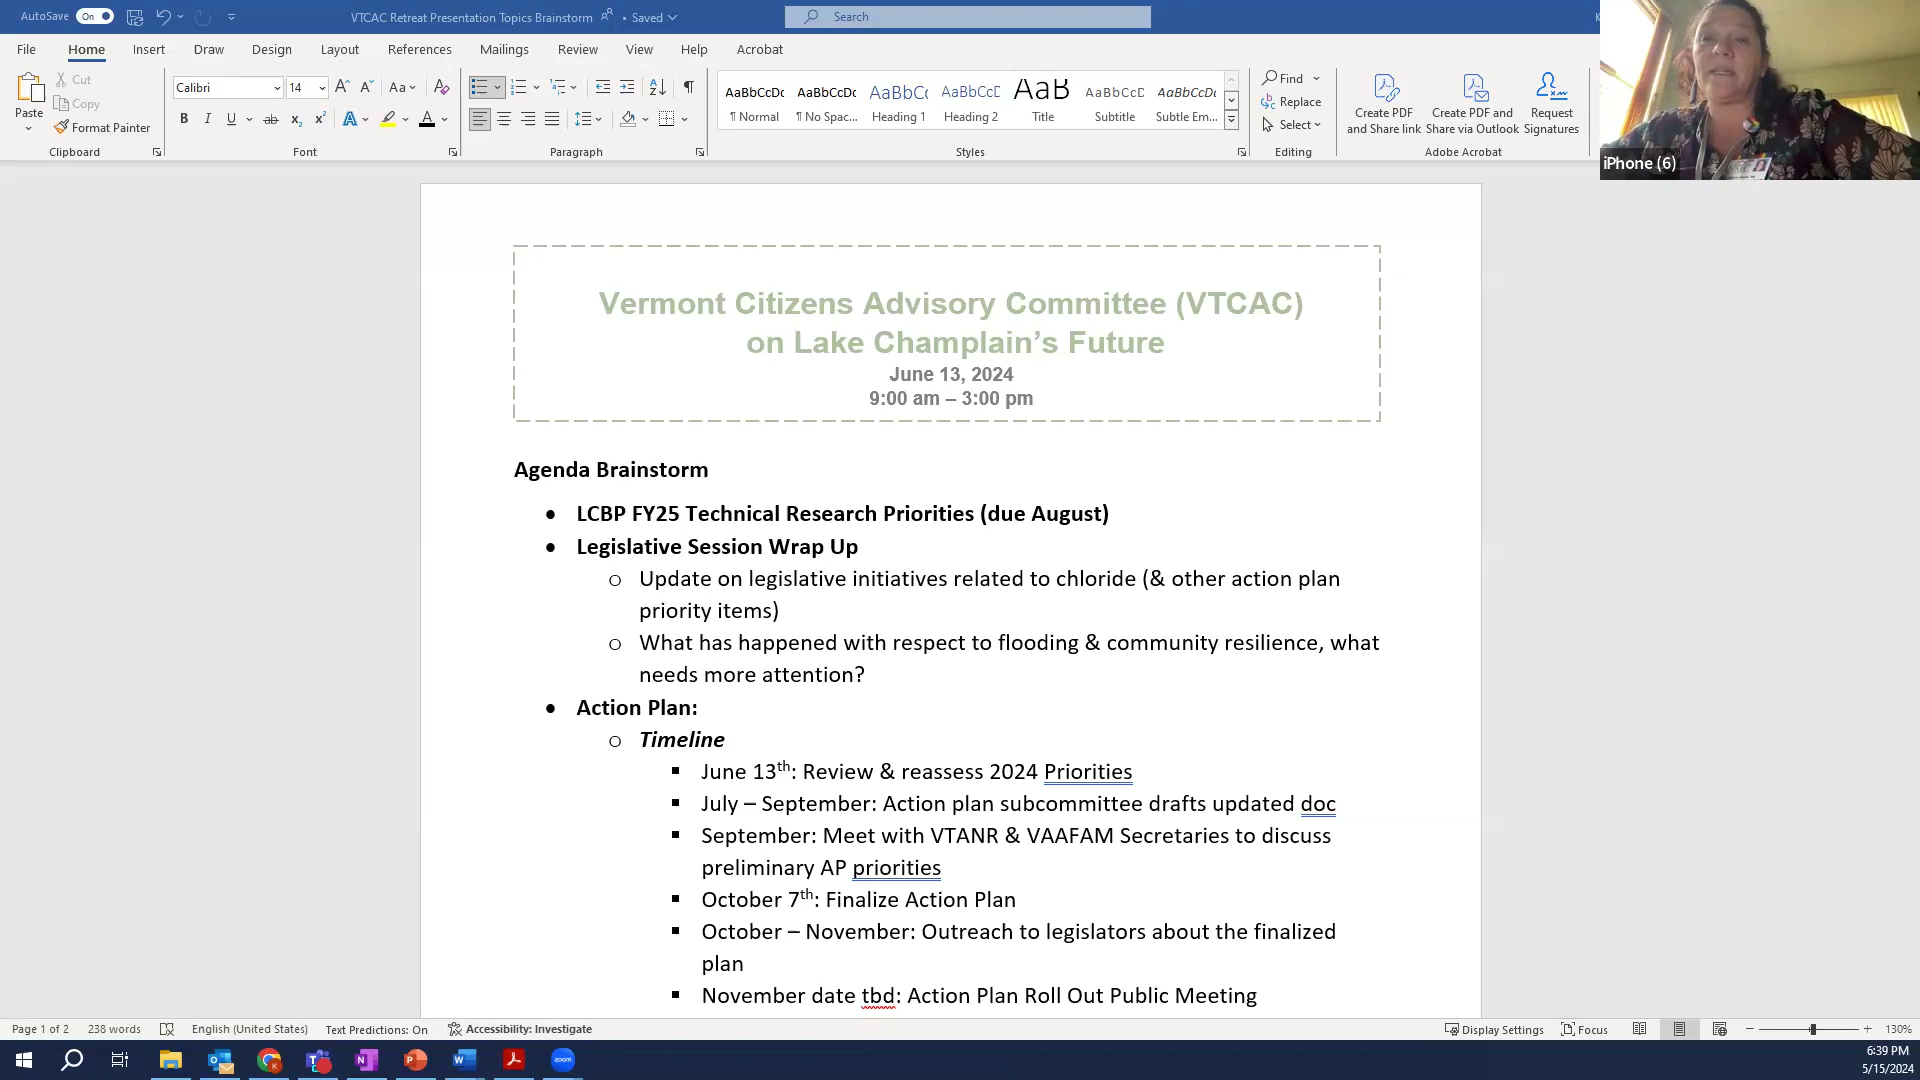 AutoSave On VTCAC Retreat Presentation Topics Brainstorm • Saved Search
File Home Insert Draw Design Layout References Mailings Review View Help Acrobat
Paste Cut Copy Format Painter Clipboard
Calibri 14 Aa Font
Paragraph
AaBbCcDc AaBbCcDc AaBbCc AaBbCcD AaB AaBbCcD AaBbCcDc
¶ Normal ¶ No Spac... Heading 1 Heading 2 Title Subtitle Subtle Em...
Styles
Find Replace Select Editing
Create PDF and Share link Create PDF and Share via Outlook Request Signatures
Adobe Acrobat
iPhone (6)
Vermont Citizens Advisory Committee (VTCAC)
on Lake Champlain’s Future
June 13, 2024
9:00 am – 3:00 pm
Agenda Brainstorm
• LCBP FY25 Technical Research Priorities (due August)
• Legislative Session Wrap Up
o Update on legislative initiatives related to chloride (& other action plan
priority items)
o What has happened with respect to flooding & community resilience, what
needs more attention?
• Action Plan:
o Timeline
▪ June 13th: Review & reassess 2024 Priorities
▪ July – September: Action plan subcommittee drafts updated doc
▪ September: Meet with VTANR & VAAFAM Secretaries to discuss
preliminary AP priorities
▪ October 7th: Finalize Action Plan
▪ October – November: Outreach to legislators about the finalized
plan
▪ November date tbd: Action Plan Roll Out Public Meeting
Page 1 of 2 238 words English (United States) Text Predictions: On Accessibility: Investigate Display Settings Focus 130%
6:39 PM
5/15/2024